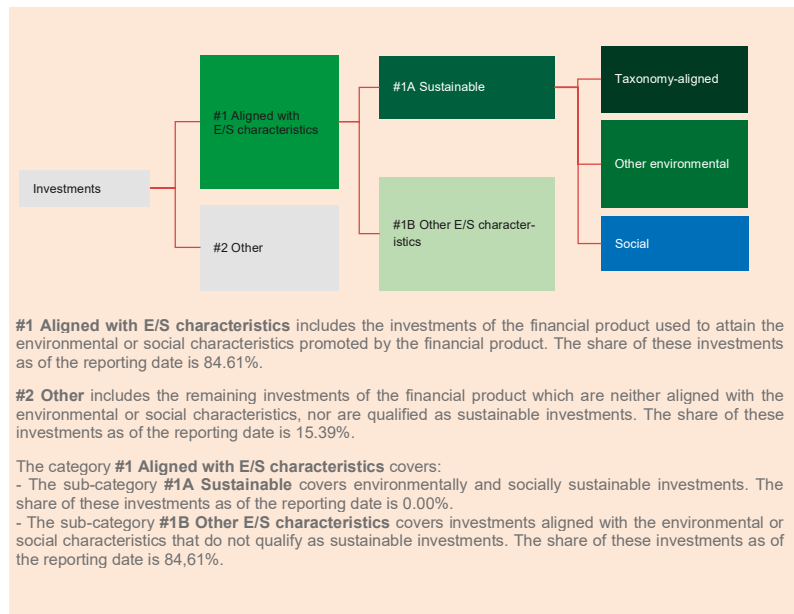 Investments
#1 Aligned with
E/S characteristics
#2 Other
#1A Sustainable
#1B Other E/S character-
istics
Taxonomy-aligned
Other environmental
Social
#1 Aligned with E/S characteristics includes the investments of the financial product used to attain the
environmental or social characteristics promoted by the financial product. The share of these investments
as of the reporting date is 84.61%.
#2 Other includes the remaining investments of the financial product which are neither aligned with the
environmental or social characteristics, nor are qualified as sustainable investments. The share of these
investments as of the reporting date is 15.39%.
The category #1 Aligned with E/S characteristics covers:
- The sub-category #1A Sustainable covers environmentally and socially sustainable investments. The
share of these investments as of the reporting date is 0.00%.
- The sub-category #1B Other E/S characteristics covers investments aligned with the environmental or
social characteristics that do not qualify as sustainable investments. The share of these investments as of
the reporting date is 84,61%.